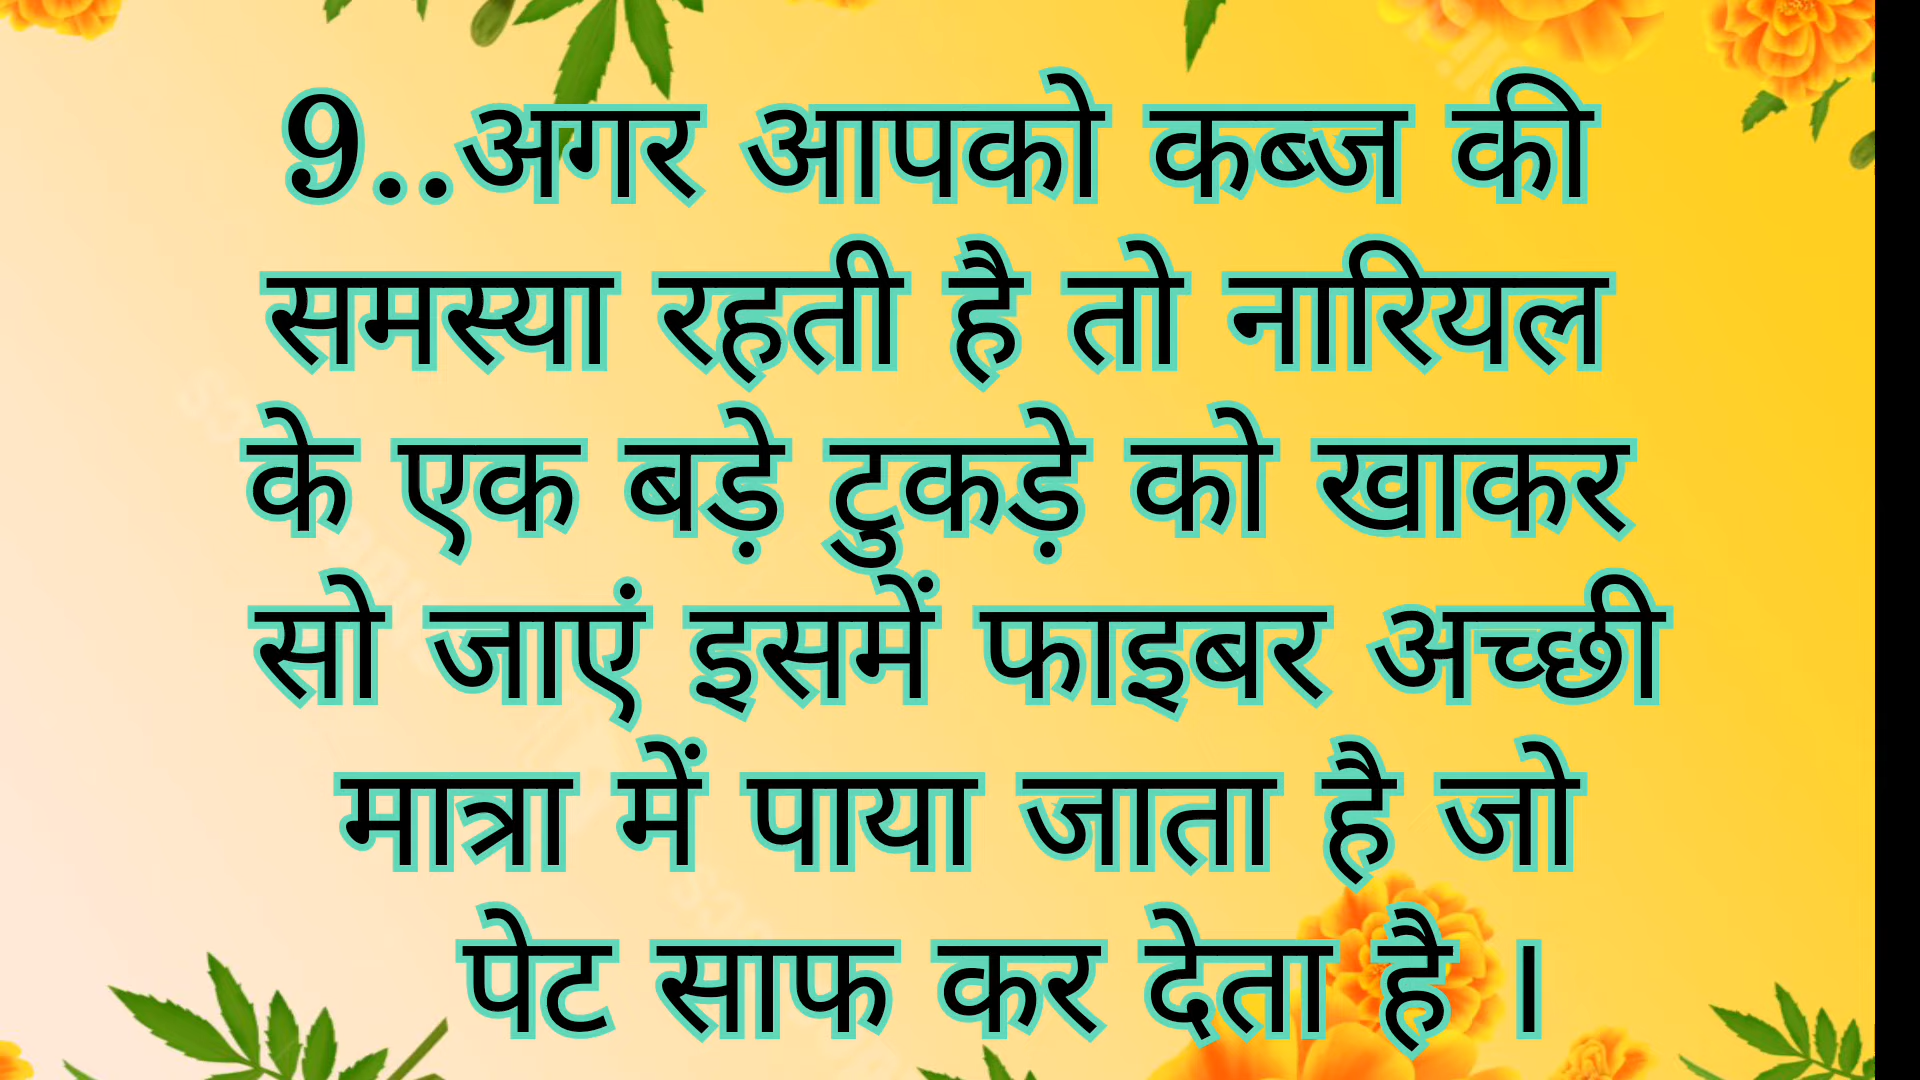 9..अगर आपको कब्ज की
समस्या रहती है तो नारियल
के एक बड़े टुकड़े को खाकर
सो जाएं इसमें फाइबर अच्छी
मात्रा में पाया जाता है जो
पेट साफ कर देता है ।